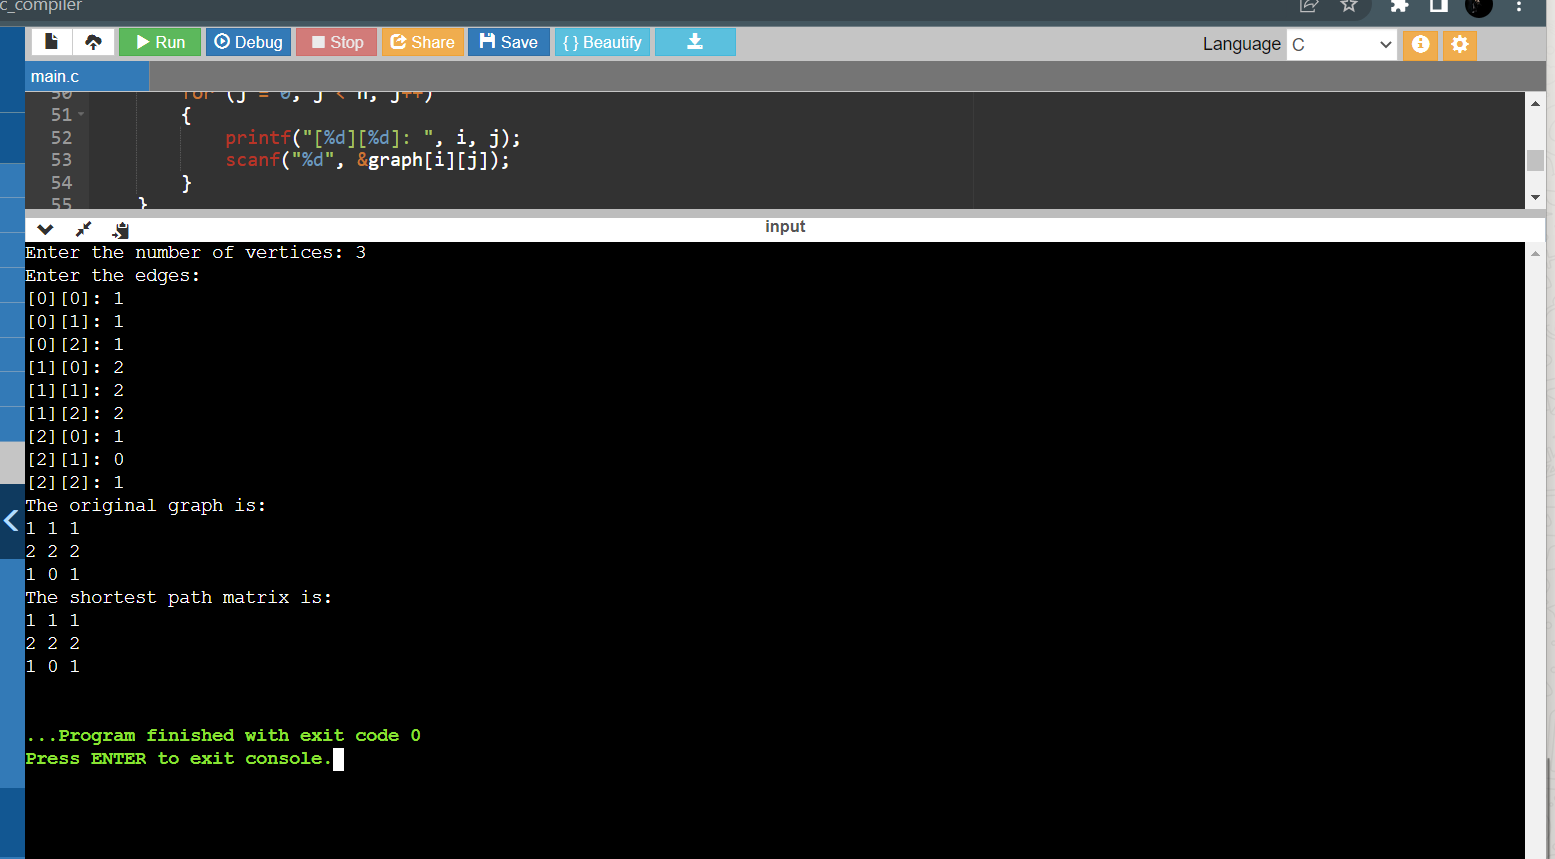 c_compiler
Run Debug Stop Share Save { } Beautify Language C
main.c
50 for (j = 0; j < n; j++)
51 {
52 printf("[%d][%d]: ", i, j);
53 scanf("%d", &graph[i][j]);
54 }
55 }
input
Enter the number of vertices: 3
Enter the edges:
[0][0]: 1
[0][1]: 1
[0][2]: 1
[1][0]: 2
[1][1]: 2
[1][2]: 2
[2][0]: 1
[2][1]: 0
[2][2]: 1
The original graph is:
1 1 1
2 2 2
1 0 1
The shortest path matrix is:
1 1 1
2 2 2
1 0 1
...Program finished with exit code 0
Press ENTER to exit console.